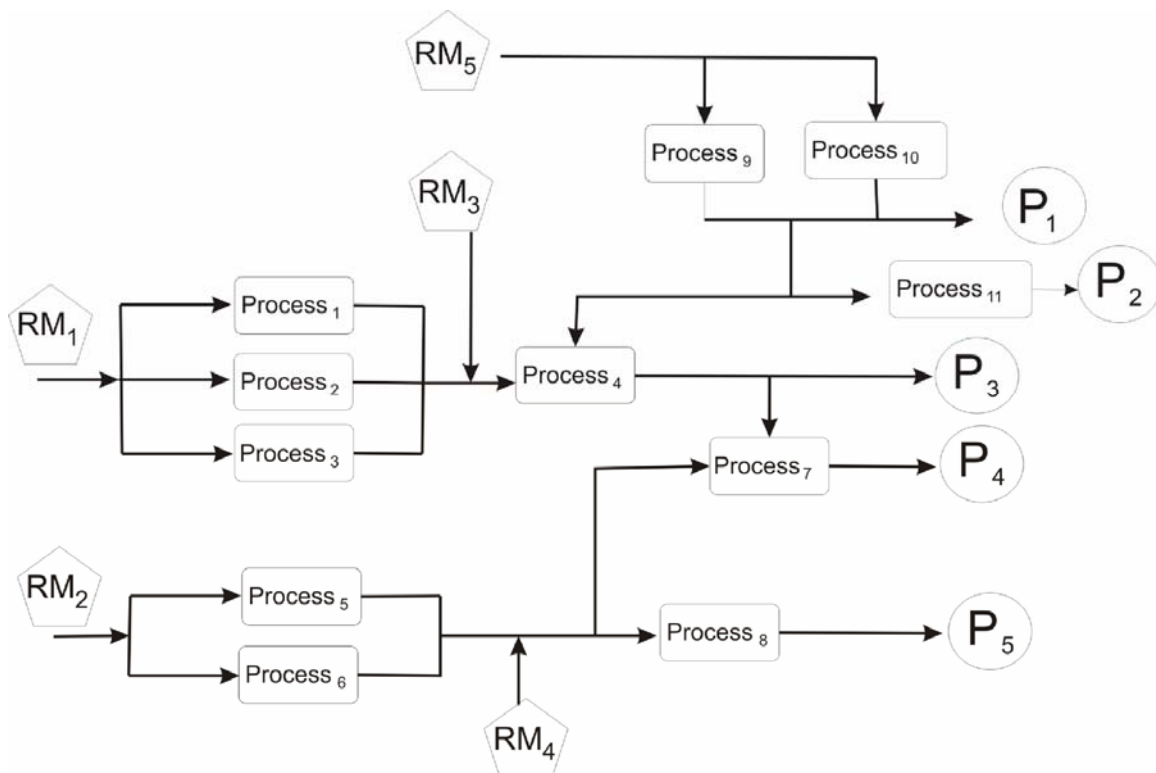 RM5
Process 9
Process 10
RM3
P1
Process 11
P2
Process 1
RM1
Process 2
Process 4
P3
Process 3
Process 7
P4
RM2
Process 5
Process 8
P5
Process 6
RM4